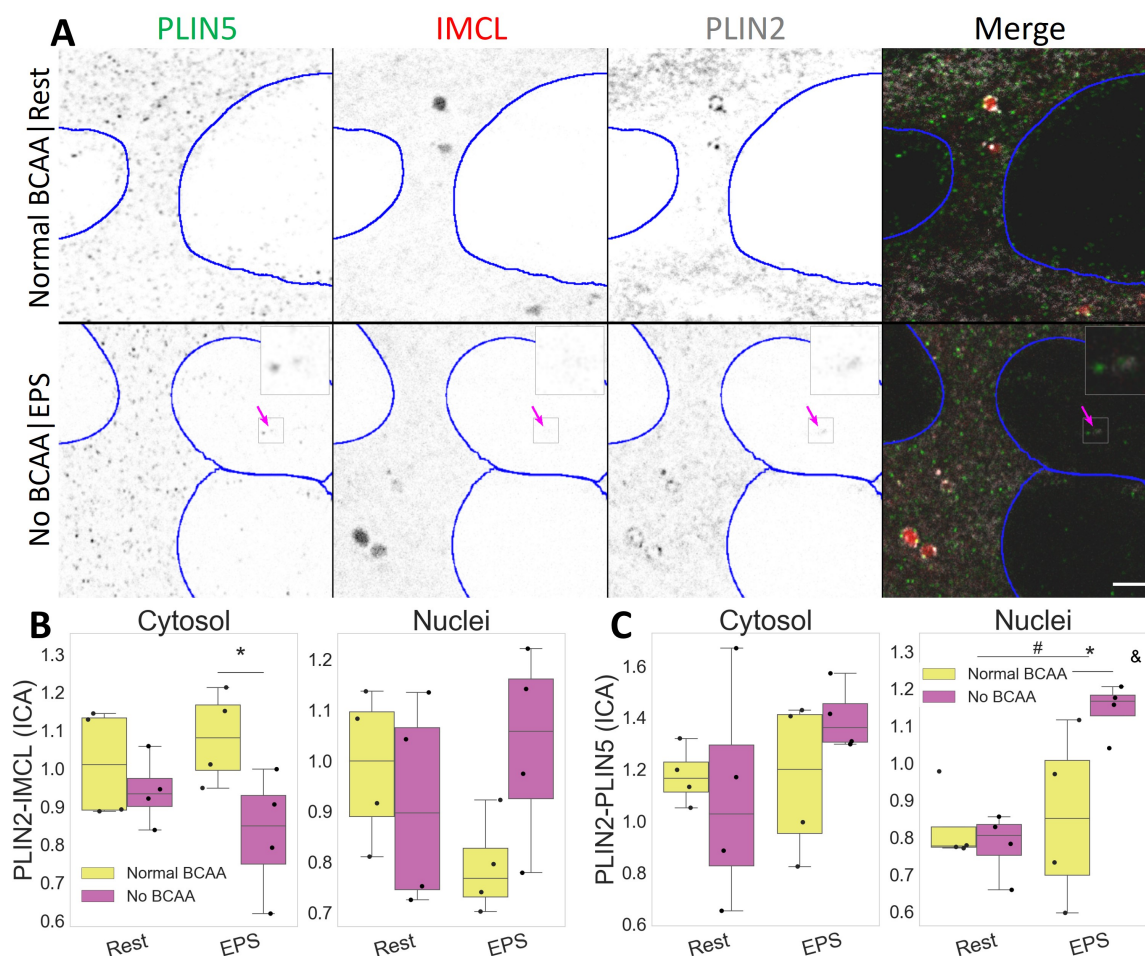 A
PLIN5 IMCL PLIN2 Merge
Normal BCAA|Rest
No BCAA|EPS
B
Cytosol Nuclei
PLIN2-IMCL (ICA)
1.3
1.2
1.1
1.0
0.9
0.8
0.7
0.6
*
Normal BCAA
No BCAA
Rest EPS
1.2
1.1
1.0
0.9
0.8
0.7
Rest EPS
C
Cytosol Nuclei
PLIN2-PLIN5 (ICA)
1.6
1.4
1.2
1.0
0.8
0.6
Rest EPS
1.3
1.2
1.1
1.0
0.9
0.8
0.7
0.6
# * &
Normal BCAA
No BCAA
Rest EPS